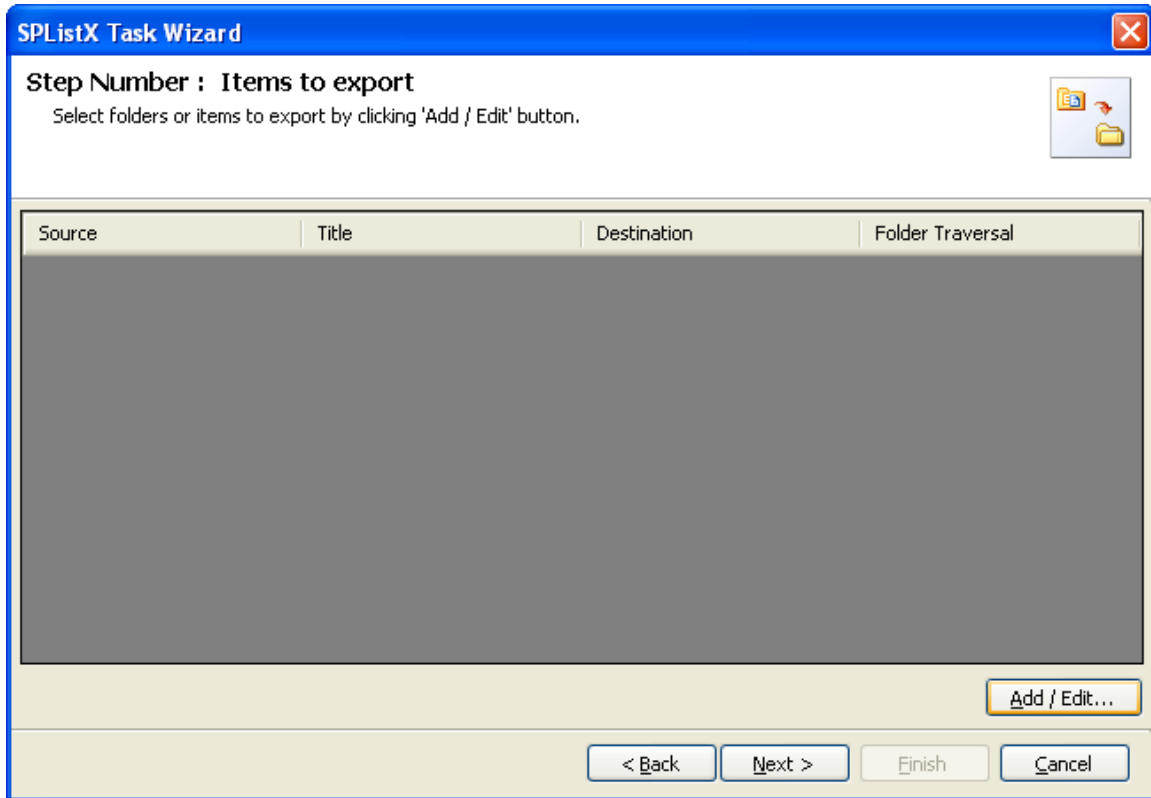 SPListX Task Wizard
Step Number : Items to export
Select folders or items to export by clicking 'Add / Edit' button.
Source Title Destination Folder Traversal
Add / Edit...
< Back Next > Finish Cancel